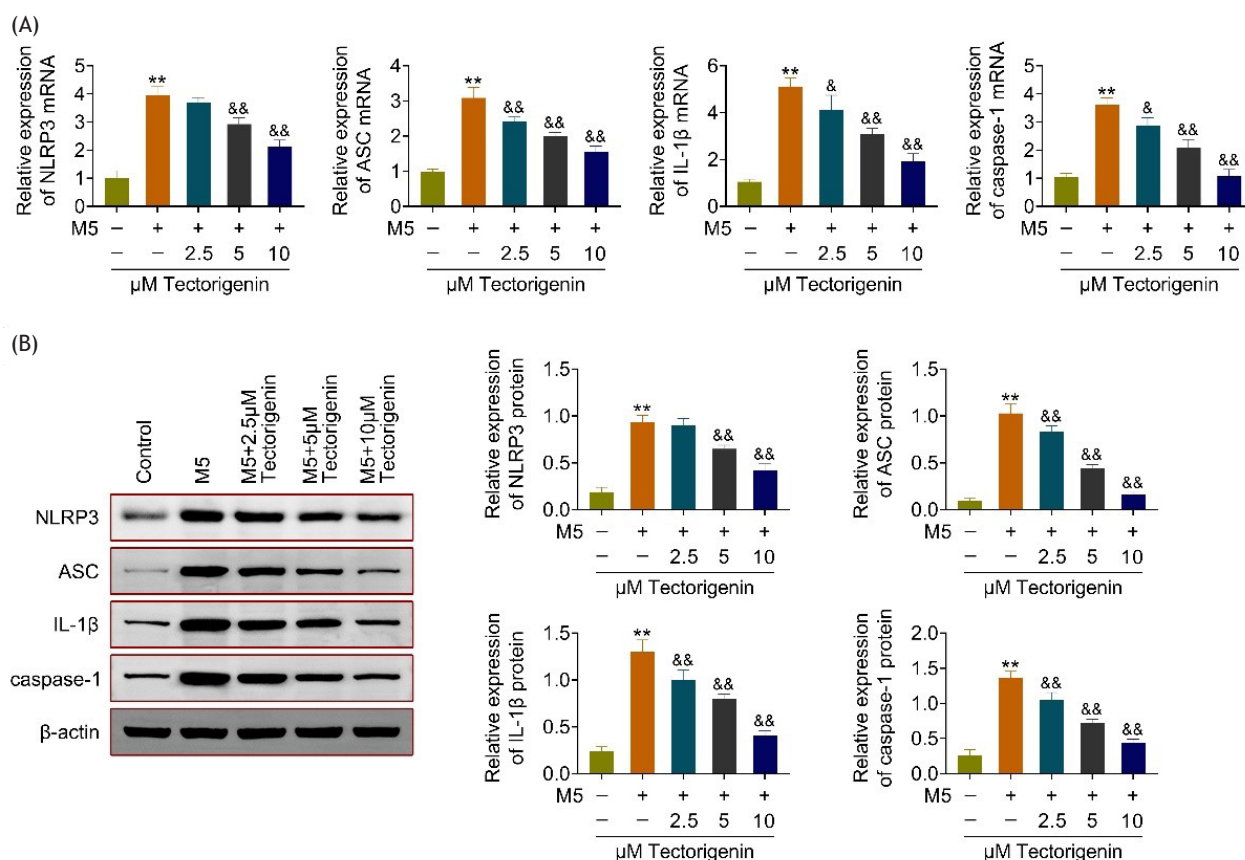 (A)
Relative expression
of NLRP3 mRNA
5
4
3
2
1
0
**
&&
&&
M5 – + + + +
– – 2.5 5 10
µM Tectorigenin
Relative expression
of ASC mRNA
4
3
2
1
0
**
&&
&&
&&
M5 – + + + +
– – 2.5 5 10
µM Tectorigenin
Relative expression
of IL-1β mRNA
6
4
2
0
**
&
&&
&&
M5 – + + + +
– – 2.5 5 10
µM Tectorigenin
Relative expression
of caspase-1 mRNA
5
4
3
2
1
0
**
&
&&
&&
M5 – + + + +
– – 2.5 5 10
µM Tectorigenin
(B)
Control
M5
M5+2.5µM
Tectorigenin
M5+5µM
Tectorigenin
M5+10µM
Tectorigenin
NLRP3
ASC
IL-1β
caspase-1
β-actin
Relative expression
of NLRP3 protein
1.5
1.0
0.5
0.0
**
&&
&&
M5 – + + + +
– – 2.5 5 10
µM Tectorigenin
Relative expression
of ASC protein
1.5
1.0
0.5
0.0
**
&&
&&
&&
M5 – + + + +
– – 2.5 5 10
µM Tectorigenin
Relative expression
of IL-1β protein
1.5
1.0
0.5
0.0
**
&&
&&
&&
M5 – + + + +
– – 2.5 5 10
µM Tectorigenin
Relative expression
of caspase-1 protein
2.0
1.5
1.0
0.5
0.0
**
&&
&&
&&
M5 – + + + +
– – 2.5 5 10
µM Tectorigenin